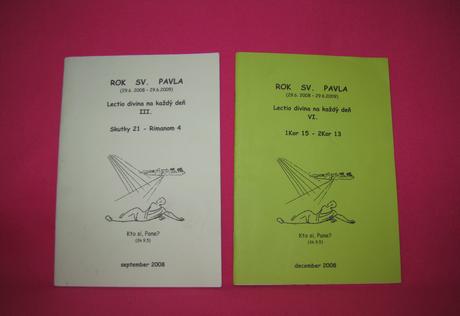 ROK SV. PAVLA
(29.6. 2008 - 29.6.2009)
Lectio divina na každý deň
III.
Skutky 21 - Rimanom 4
Kto si, Pane?
(Sk 9,5)
september 2008
ROK SV. PAVLA
(29.6. 2008 - 29.6.2009)
Lectio divina na každý deň
VI.
1Kor 15 - 2Kor 13
Kto si, Pane?
(Sk 9,5)
december 2008